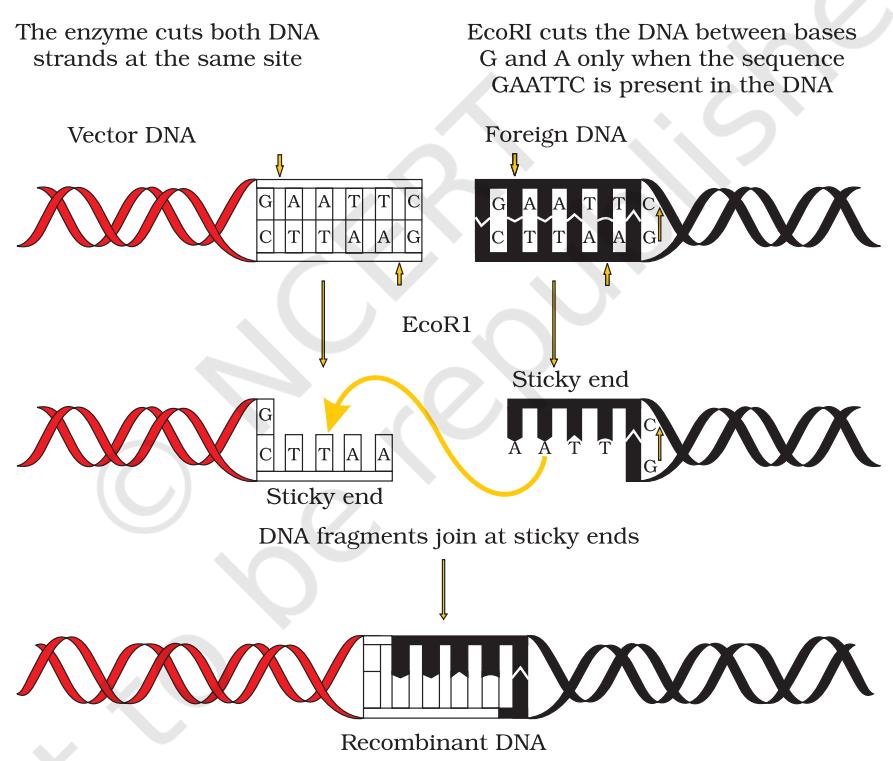 The enzyme cuts both DNA
strands at the same site
EcoRI cuts the DNA between bases
G and A only when the sequence
GAATTC is present in the DNA
Vector DNA
Foreign DNA
G A A T T C
C T T A A G
G A A T T C
C T T A A G
EcoR1
Sticky end
G
C T T A A
Sticky end
A A T T
C
G
DNA fragments join at sticky ends
Recombinant DNA
© NCERT
not to be republished